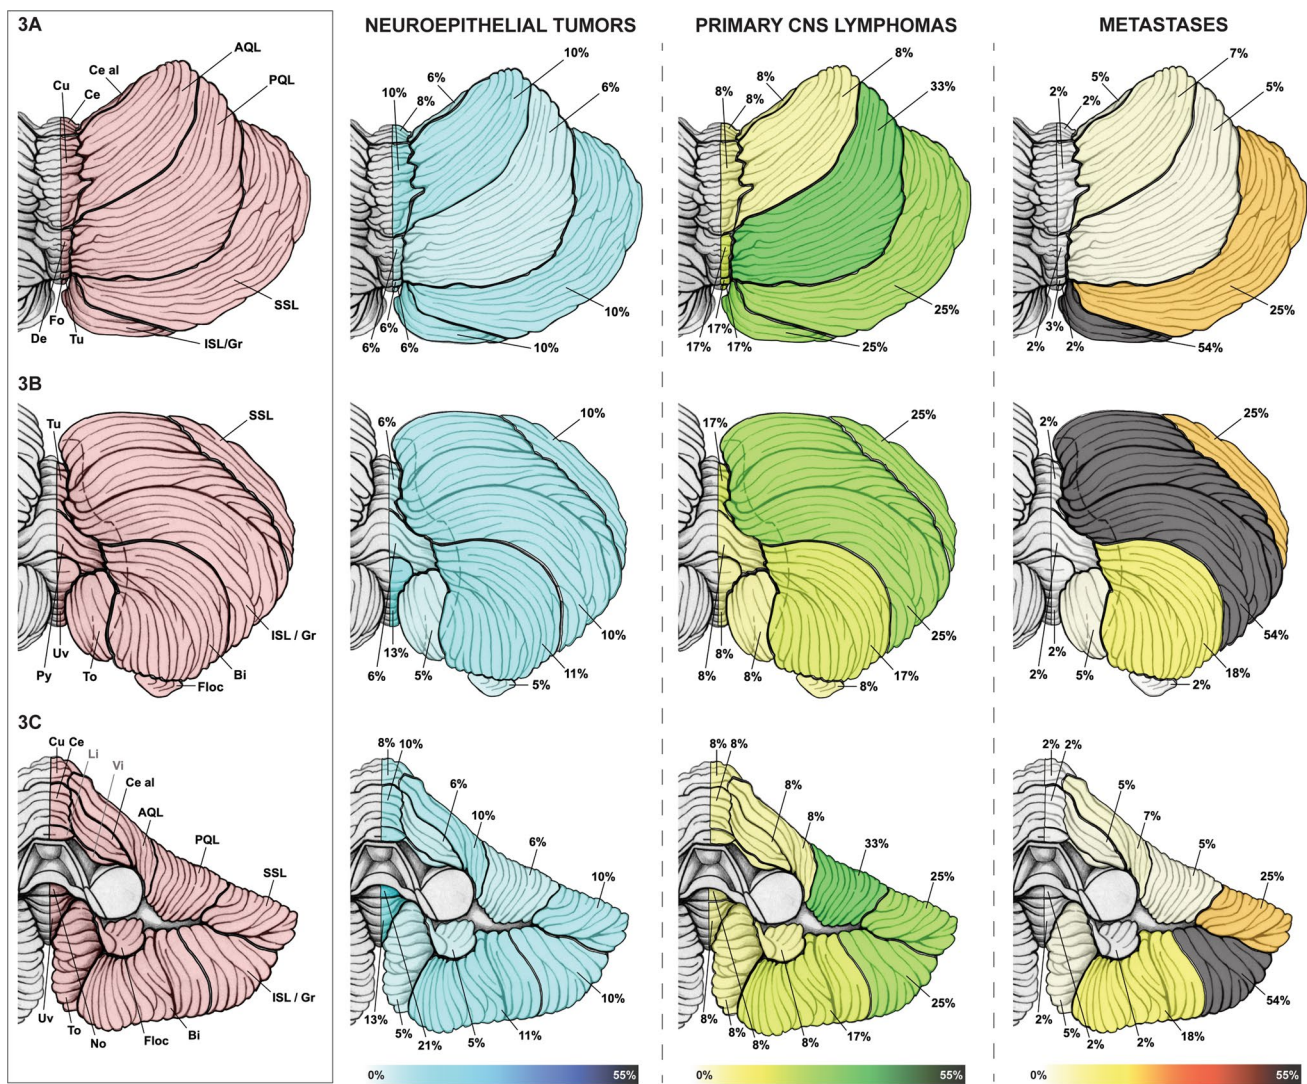 3A
NEUROEPITHELIAL TUMORS
PRIMARY CNS LYMPHOMAS
METASTASES
AQL
Ce al
PQL
Cu
Ce
SSL
Fo
De
Tu
ISL/Gr
10%
6%
10%
8%
6%
10%
6%
6%
6%
10%
8%
8%
8%
8%
33%
25%
17%
17%
17%
25%
7%
5%
2%
2%
5%
25%
3%
2%
2%
54%
3B
SSL
Tu
ISL / Gr
Uv
Py
To
Bi
Floc
10%
6%
10%
13%
6%
5%
11%
5%
25%
17%
25%
8%
8%
8%
17%
8%
25%
2%
54%
2%
2%
5%
18%
2%
3C
Cu Ce
Li
Vi
Ce al
AQL
PQL
SSL
ISL / Gr
Uv
To
No
Floc
Bi
8% 10%
6%
10%
6%
10%
10%
13%
5%
21%
5%
11%
8% 8%
8%
8%
33%
25%
25%
8%
8%
8%
8%
17%
2% 2%
5%
7%
5%
25%
54%
2%
5%
2%
2%
18%
0% 55%
0% 55%
0% 55%